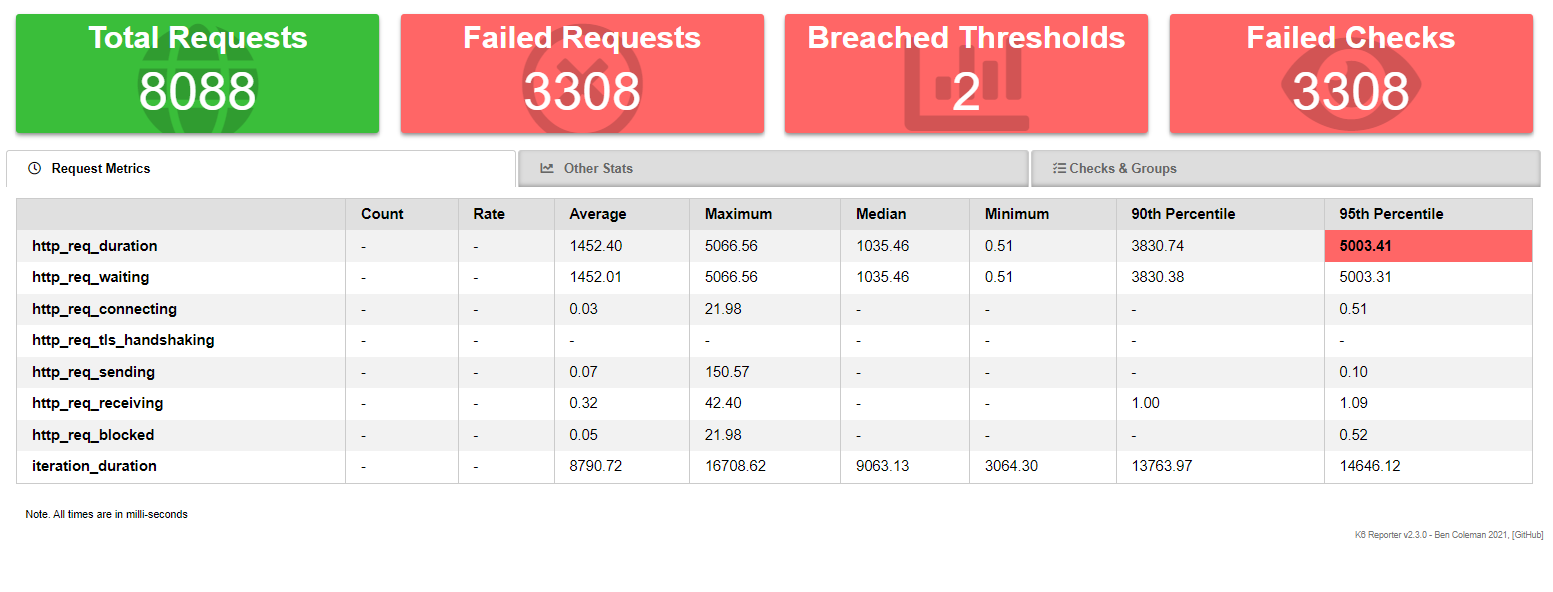 Total Requests Failed Requests Breached Thresholds Failed Checks
8088 3308 2 3308
Request Metrics Other Stats Checks & Groups
Count Rate Average Maximum Median Minimum 90th Percentile 95th Percentile
http_req_duration - - 1452.40 5066.56 1035.46 0.51 3830.74 5003.41
http_req_waiting - - 1452.01 5066.56 1035.46 0.51 3830.38 5003.31
http_req_connecting - - 0.03 21.98 - - - 0.51
http_req_tls_handshaking - - - - - - - -
http_req_sending - - 0.07 150.57 - - - 0.10
http_req_receiving - - 0.32 42.40 - - 1.00 1.09
http_req_blocked - - 0.05 21.98 - - - 0.52
iteration_duration - - 8790.72 16708.62 9063.13 3064.30 13763.97 14646.12
Note. All times are in milli-seconds
K6 Reporter v2.3.0 - Ben Coleman 2021, [GitHub]